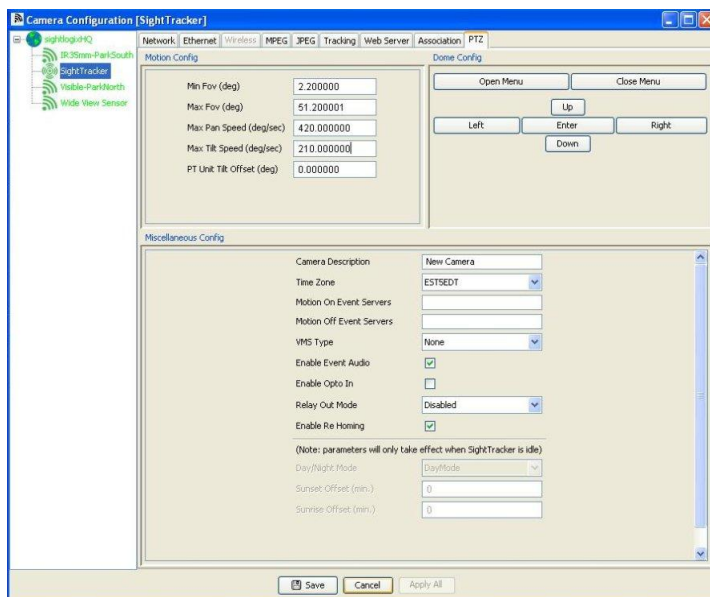 Camera Configuration [SightTracker]
sightlogixHQ
IR35mm-ParkSouth
SightTracker
Visible-ParkNorth
Wide View Sensor
Network Ethernet Wireless MPEG JPEG Tracking Web Server Association PTZ
Motion Config
Min Fov (deg) 2.200000
Max Fov (deg) 51.200001
Max Pan Speed (deg/sec) 420.000000
Max Tilt Speed (deg/sec) 210.000000
PT Unit Tilt Offset (deg) 0.000000
Dome Config
Open Menu Close Menu
Up
Left Enter Right
Down
Miscellaneous Config
Camera Description New Camera
Time Zone EST5EDT
Motion On Event Servers
Motion Off Event Servers
VMS Type None
Enable Event Audio
Enable Opto In
Relay Out Mode Disabled
Enable Re Homing
(Note: parameters will only take effect when SightTracker is idle)
Day/Night Mode DayMode
Sunset Offset (min.) 0
Sunrise Offset (min.) 0
Save Cancel Apply All